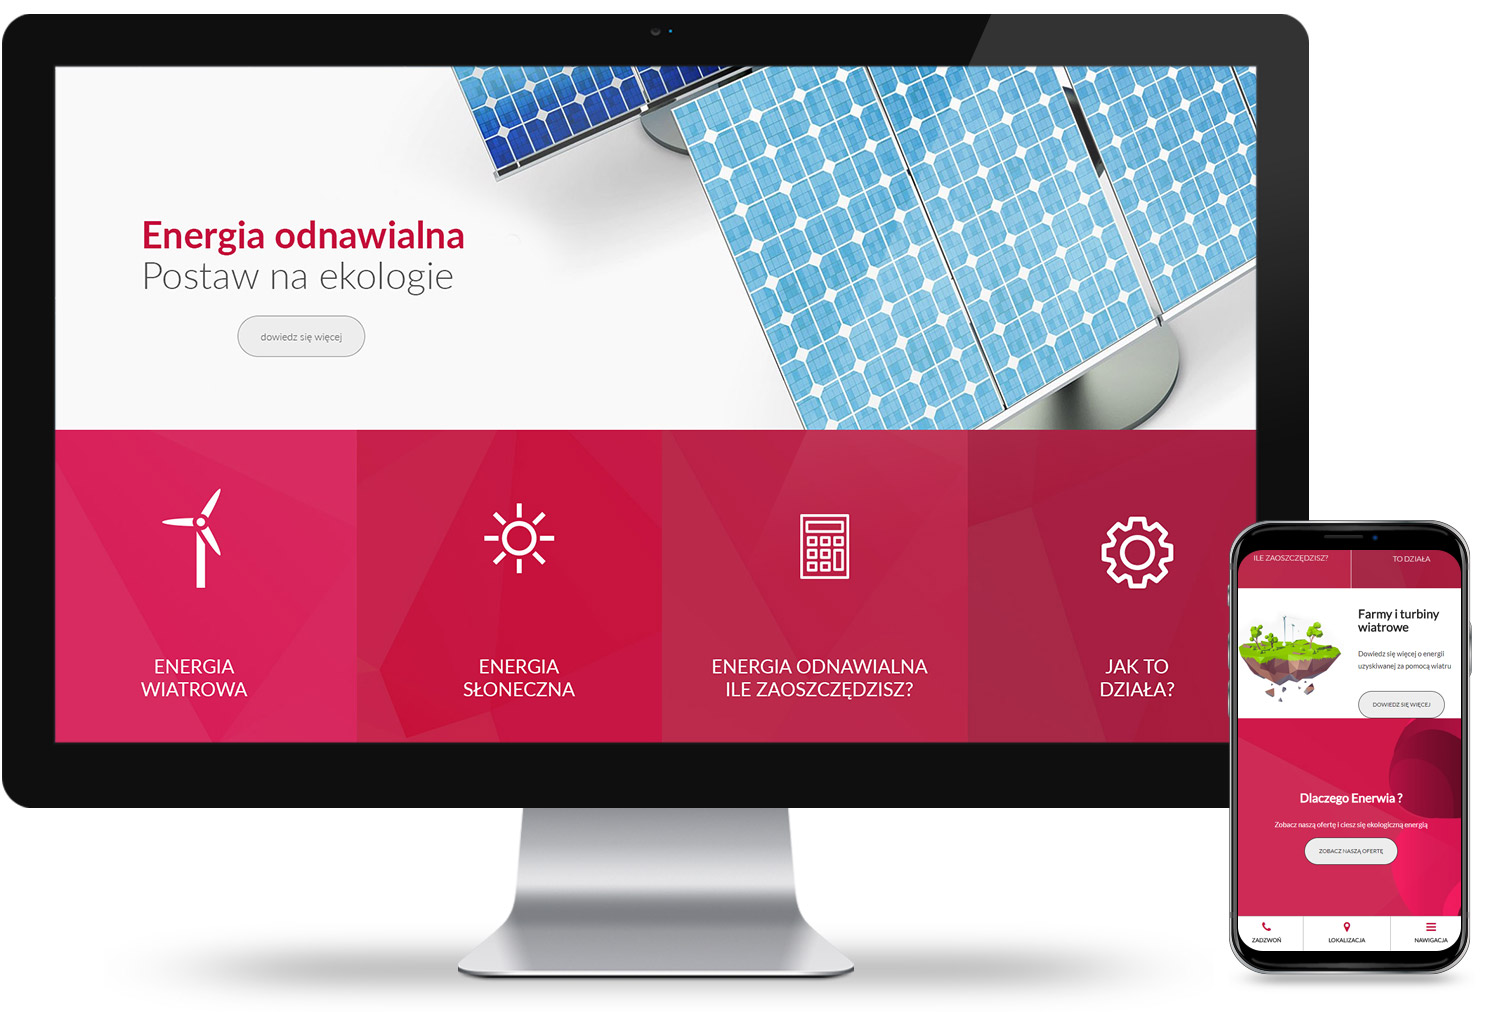 Energia odnawialna
Postaw na ekologie
dowiedz się więcej
ENERGIA
WIATROWA
ENERGIA
SŁONECZNA
ENERGIA ODNAWIALNA
ILE ZAOSZCZĘDZISZ?
JAK TO
DZIAŁA?
ILE ZAOSZCZĘDZISZ?
TO DZIAŁA
Farmy i turbiny
wiatrowe
Dowiedz się więcej o energii
uzyskiwanej za pomocą wiatru
DOWIEDZ SIĘ WIĘCEJ
Dlaczego Enerwia ?
Zobacz naszą ofertę i ciesz się ekologiczną energią
ZOBACZ NASZĄ OFERTĘ
ZADZWOŃ
LOKALIZACJA
NAWIGACJA